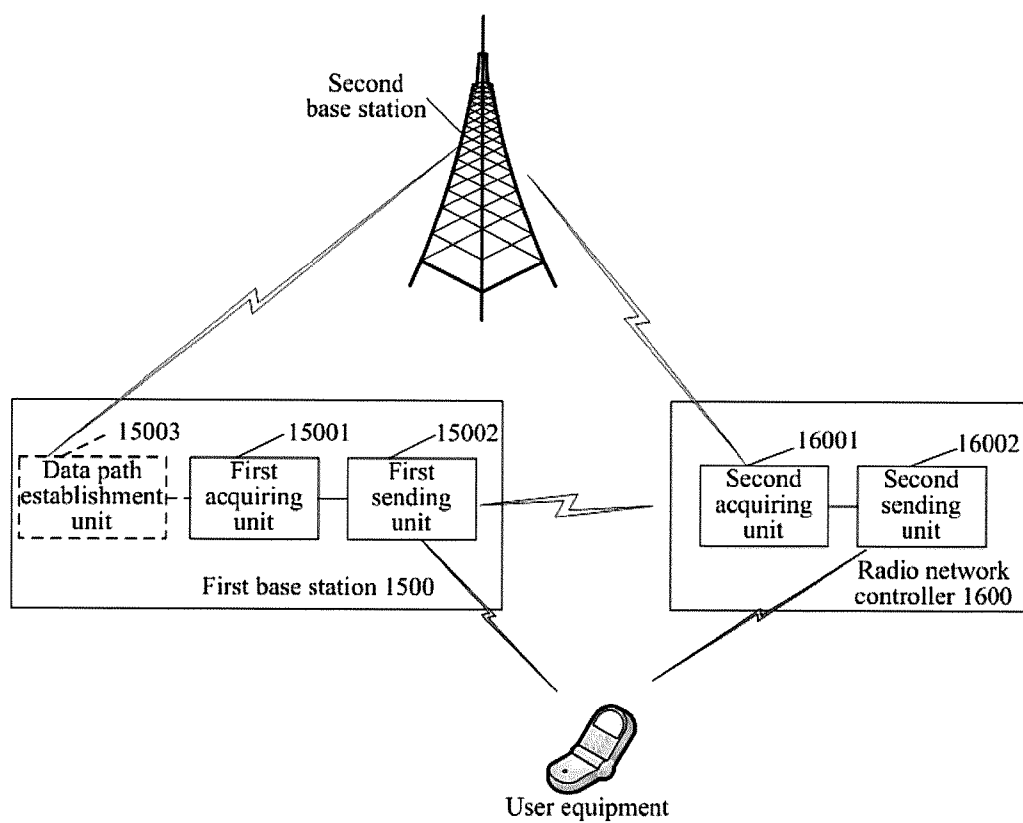 Second
base station
15003
15001
15002
16001
16002
Data path
establishment
unit
First
acquiring
unit
First
sending
unit
Second
acquiring
unit
Second
sending
unit
First base station 1500
Radio network
controller 1600
User equipment